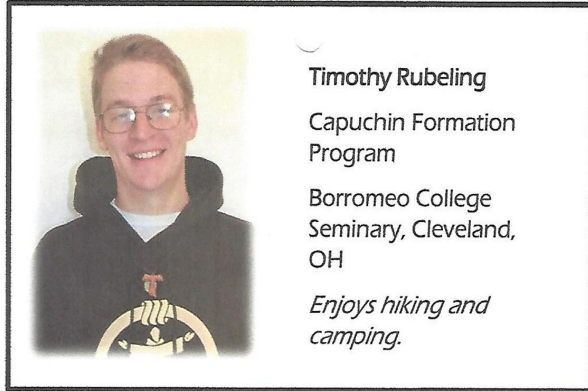 Timothy Rubeling
Capuchin Formation
Program
Borromeo College
Seminary, Cleveland,
OH
Enjoys hiking and
camping.